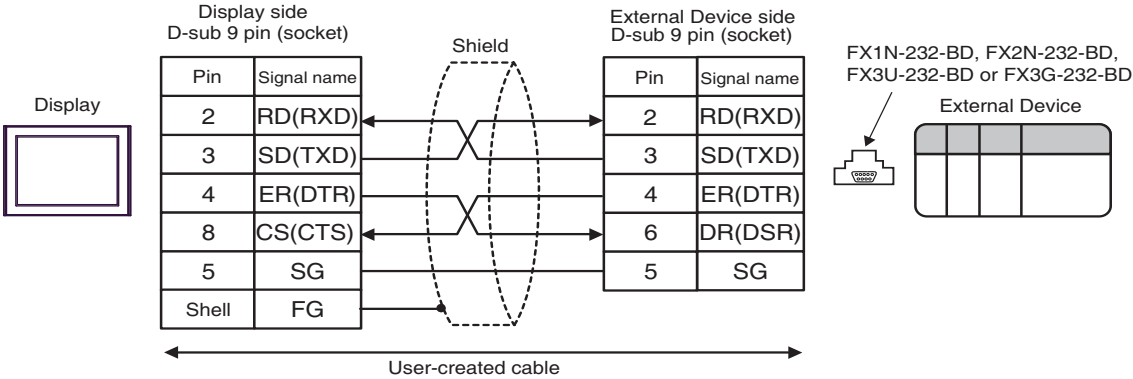 Display side
D-sub 9 pin (socket)
Shield
External Device side
D-sub 9 pin (socket)
FX1N-232-BD, FX2N-232-BD,
FX3U-232-BD or FX3G-232-BD
Display
External Device
Pin Signal name
2 RD(RXD)
3 SD(TXD)
4 ER(DTR)
8 CS(CTS)
5 SG
Shell FG
Pin Signal name
2 RD(RXD)
3 SD(TXD)
4 ER(DTR)
6 DR(DSR)
5 SG
User-created cable